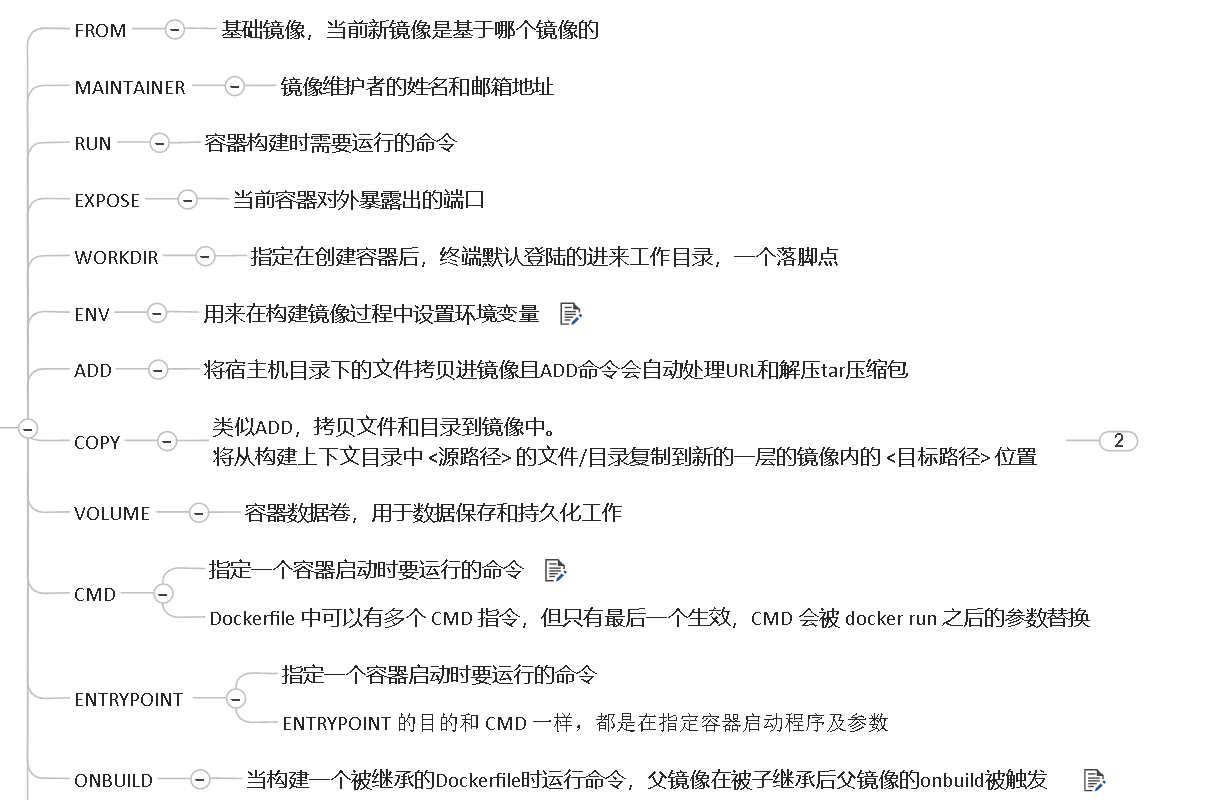 FROM 基础镜像，当前新镜像是基于哪个镜像的
MAINTAINER 镜像维护者的姓名和邮箱地址
RUN 容器构建时需要运行的命令
EXPOSE 当前容器对外暴露出的端口
WORKDIR 指定在创建容器后，终端默认登陆的进来工作目录，一个落脚点
ENV 用来在构建镜像过程中设置环境变量
ADD 将宿主机目录下的文件拷贝进镜像且ADD命令会自动处理URL和解压tar压缩包
COPY 类似ADD，拷贝文件和目录到镜像中。
将从构建上下文目录中 <源路径> 的文件/目录复制到新的一层的镜像内的 <目标路径> 位置
2
VOLUME 容器数据卷，用于数据保存和持久化工作
CMD 指定一个容器启动时要运行的命令
Dockerfile 中可以有多个 CMD 指令，但只有最后一个生效，CMD 会被 docker run 之后的参数替换
ENTRYPOINT 指定一个容器启动时要运行的命令
ENTRYPOINT 的目的和 CMD 一样，都是在指定容器启动程序及参数
ONBUILD 当构建一个被继承的Dockerfile时运行命令，父镜像在被子继承后父镜像的onbuild被触发